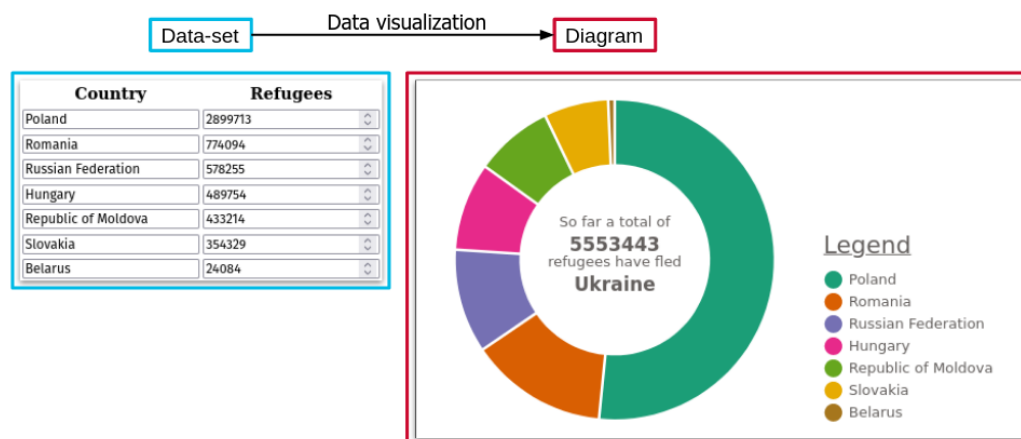 Data visualization
Data-set
Diagram
Country Refugees
Poland 2899713
Romania 774094
Russian Federation 578255
Hungary 489754
Republic of Moldova 433214
Slovakia 354329
Belarus 24084
So far a total of
5553443
refugees have fled
Ukraine
Legend
Poland
Romania
Russian Federation
Hungary
Republic of Moldova
Slovakia
Belarus